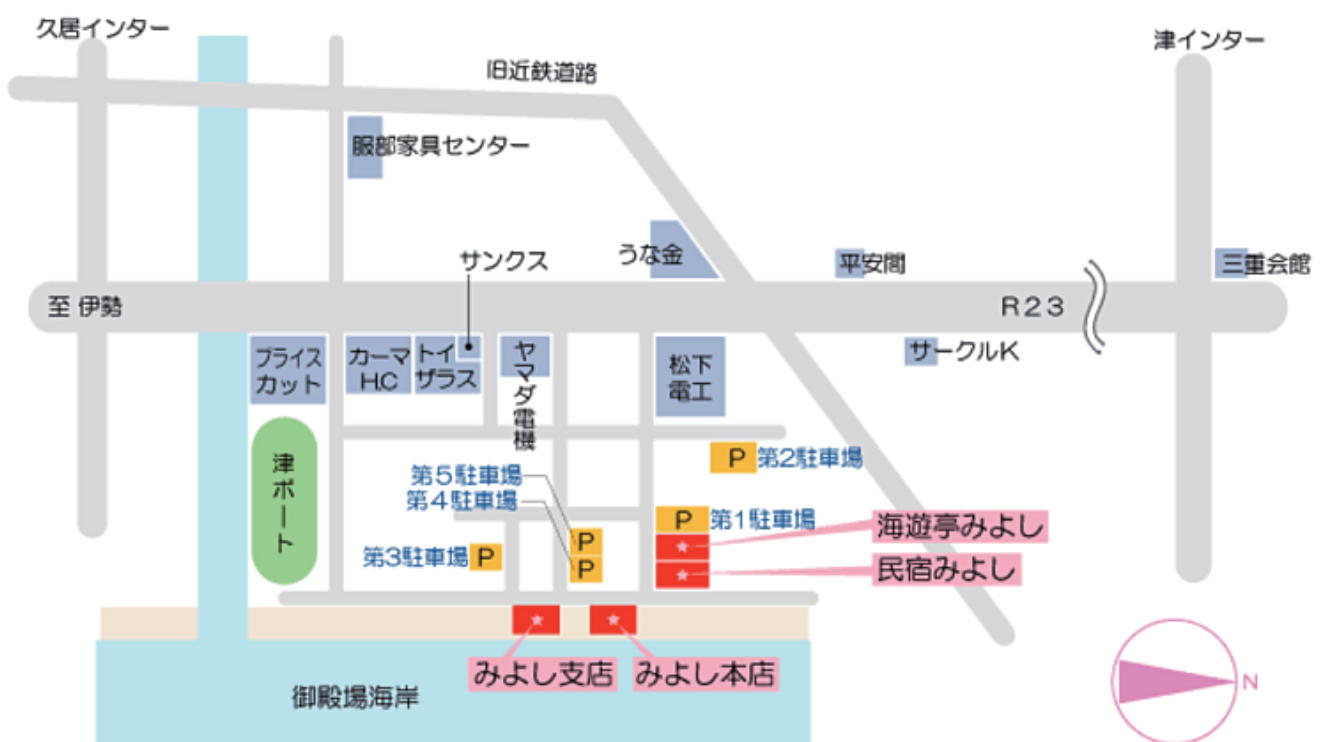 久居インター
津インター
旧近鉄道路
服部家具センター
サンクス
うな金
平安閣
三重会館
至 伊勢
R23
プライス
カット
カーマ
H.C
トイ
ザラス
ヤマダ電機
松下
電工
サークルK
津ボート
P 第2駐車場
第5駐車場
第4駐車場
P 第1駐車場
海遊亭みよし
第3駐車場 P
P
P
民宿みよし
みよし支店
みよし本店
御殿場海岸
N